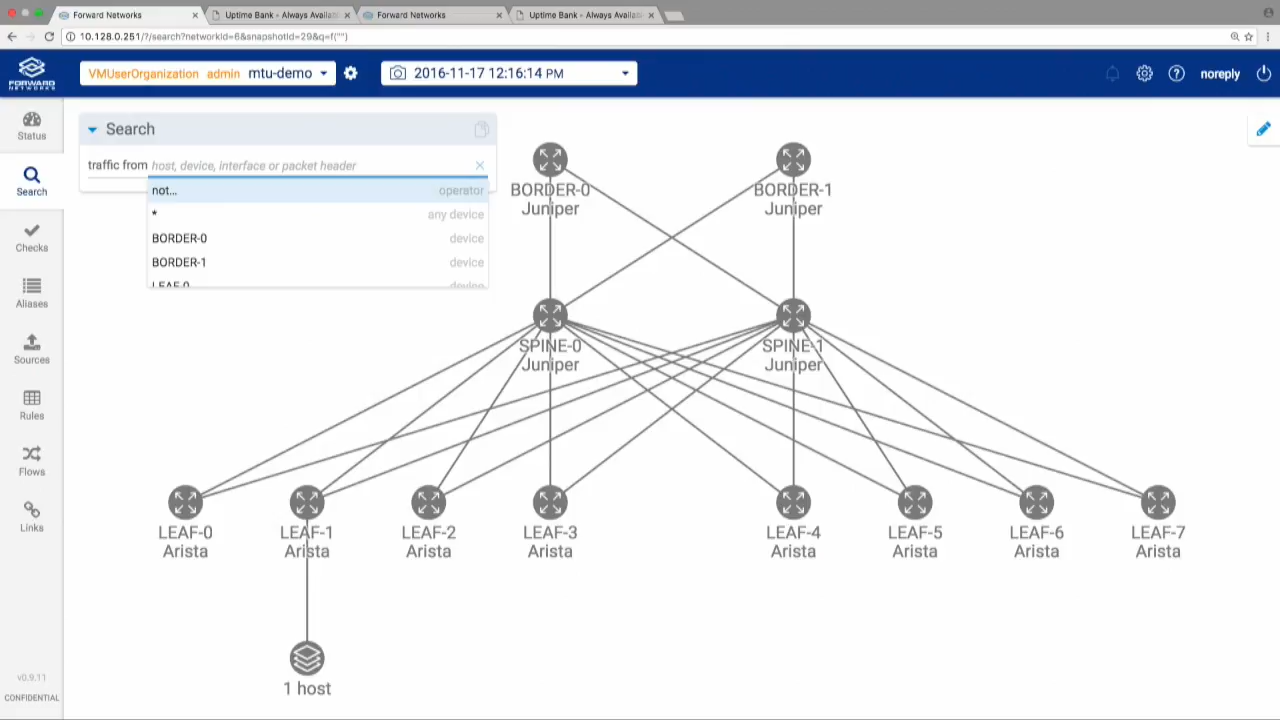 Forward Networks
Uptime Bank - Always Availab
Forward Networks
Uptime Bank - Always Availab
10.128.0.251/?/search?networkId=6&snapshotId=29&q=f("")
FORWARD
NETWORKS
VMUserOrganization admin mtu-demo
2016-11-17 12:16:14 PM
noreply
Status
Search
Checks
Aliases
Sources
Rules
Flows
Links
v0.9.11
CONFIDENTIAL
Search
traffic from host, device, interface or packet header
not... operator
* any device
BORDER-0 device
BORDER-1 device
LEAF-0 device
BORDER-0
Juniper
BORDER-1
Juniper
SPINE-0
Juniper
SPINE-1
Juniper
LEAF-0
Arista
LEAF-1
Arista
LEAF-2
Arista
LEAF-3
Arista
LEAF-4
Arista
LEAF-5
Arista
LEAF-6
Arista
LEAF-7
Arista
1 host